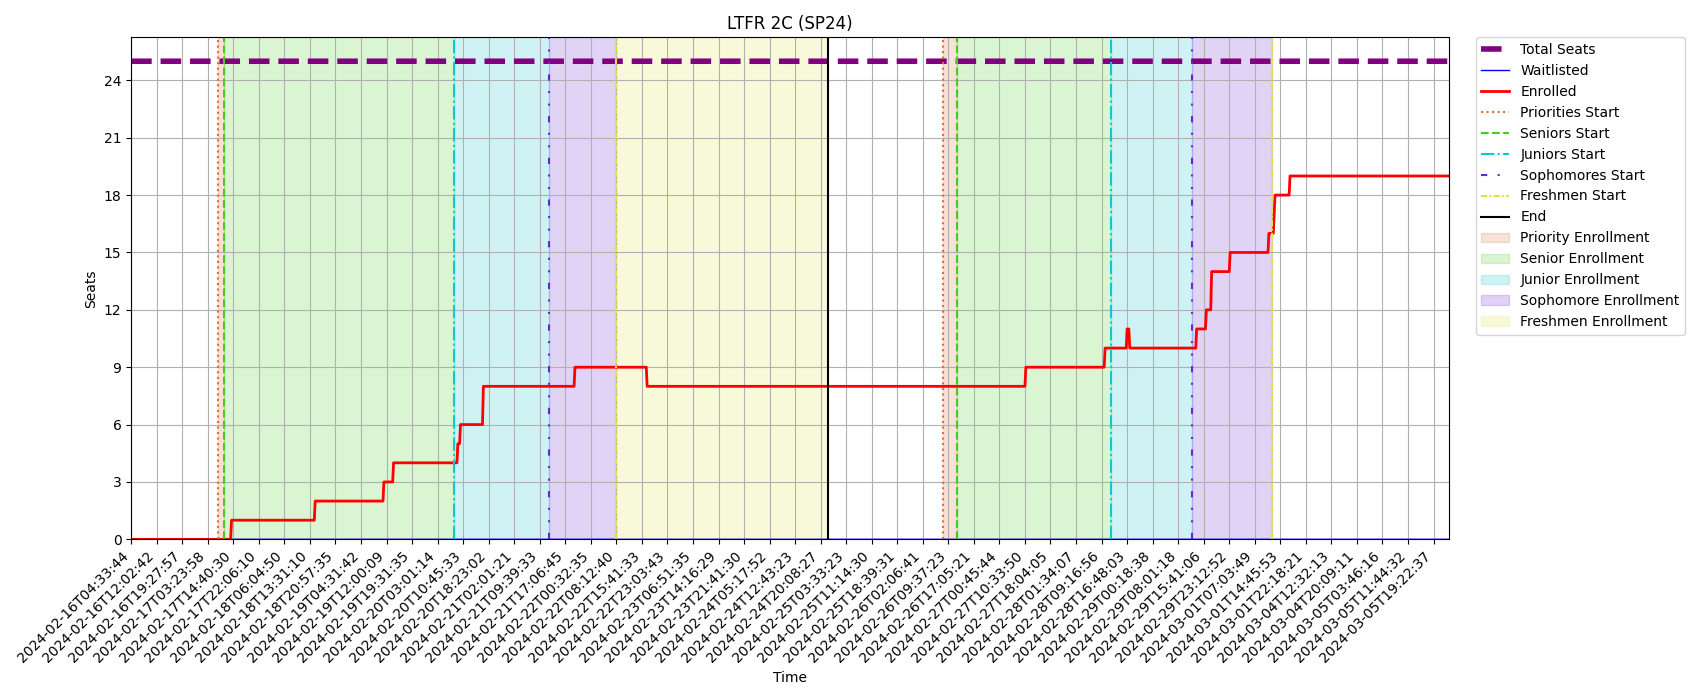 LTFR 2C (SP24)
Seats
24
21
18
15
12
9
6
3
0
2024-02-16T04:33:44
2024-02-16T12:02:42
2024-02-16T19:27:57
2024-02-17T03:23:58
2024-02-17T14:40:30
2024-02-17T22:06:10
2024-02-18T06:04:50
2024-02-18T13:31:10
2024-02-18T20:57:35
2024-02-19T04:31:42
2024-02-19T12:00:09
2024-02-19T19:31:35
2024-02-20T03:01:14
2024-02-20T10:45:33
2024-02-20T18:23:02
2024-02-21T02:01:21
2024-02-21T09:39:33
2024-02-21T17:06:45
2024-02-22T00:32:35
2024-02-22T08:12:40
2024-02-22T15:41:33
2024-02-22T23:03:43
2024-02-23T06:51:35
2024-02-23T14:16:29
2024-02-23T21:41:30
2024-02-24T05:17:52
2024-02-24T12:43:23
2024-02-24T20:08:27
2024-02-25T03:33:23
2024-02-25T11:14:30
2024-02-25T18:39:31
2024-02-26T02:06:41
2024-02-26T09:37:23
2024-02-26T17:05:21
2024-02-27T00:45:44
2024-02-27T10:33:50
2024-02-27T18:04:05
2024-02-28T01:34:07
2024-02-28T09:16:56
2024-02-28T16:48:03
2024-02-29T00:18:38
2024-02-29T08:01:18
2024-02-29T15:41:06
2024-02-29T23:12:52
2024-03-01T07:03:49
2024-03-01T14:45:53
2024-03-01T22:18:21
2024-03-04T12:32:13
2024-03-04T20:09:11
2024-03-05T03:46:16
2024-03-05T11:44:32
2024-03-05T19:22:37
Time
Total Seats
Waitlisted
Enrolled
Priorities Start
Seniors Start
Juniors Start
Sophomores Start
Freshmen Start
End
Priority Enrollment
Senior Enrollment
Junior Enrollment
Sophomore Enrollment
Freshmen Enrollment